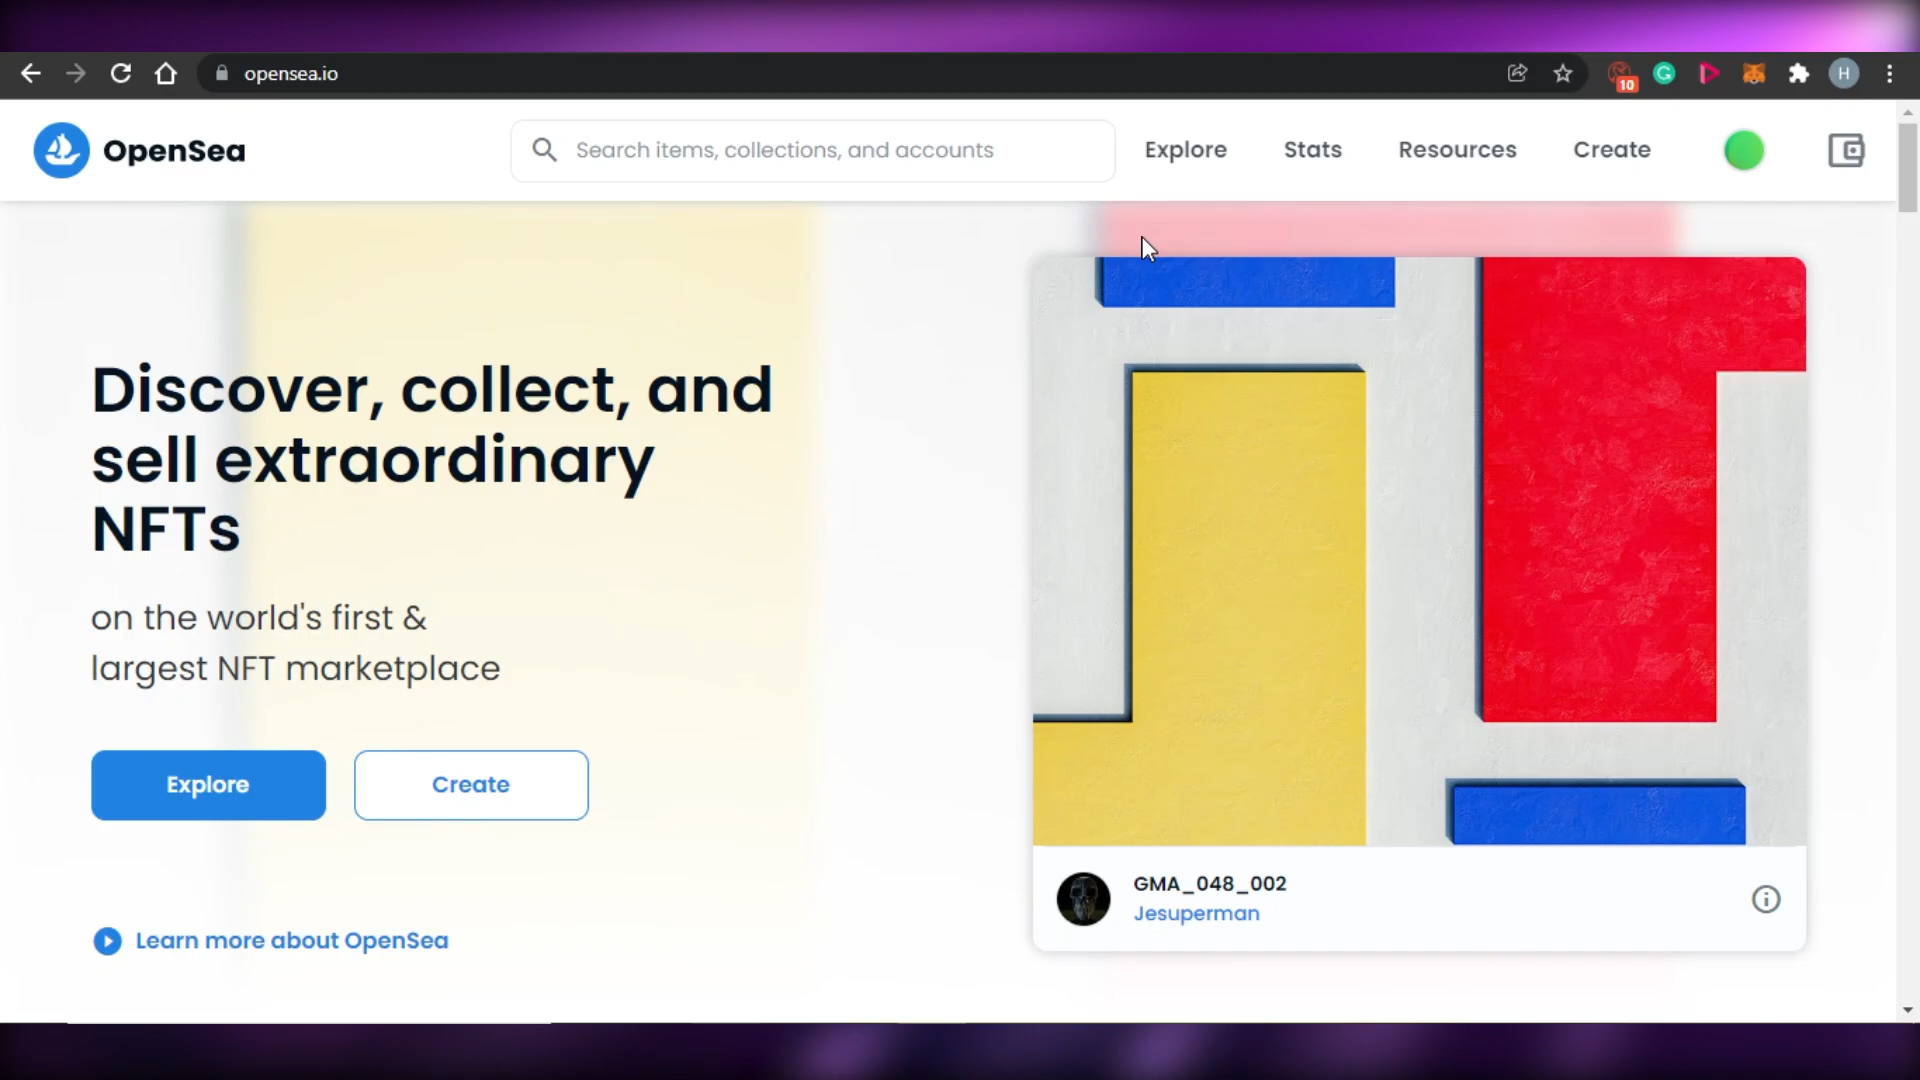 opensea.io
10
G
H
OpenSea
Search items, collections, and accounts
Explore
Stats
Resources
Create
Discover, collect, and
sell extraordinary
NFTs
on the world's first &
largest NFT marketplace
Explore
Create
Learn more about OpenSea
GMA_048_002
Jesuperman